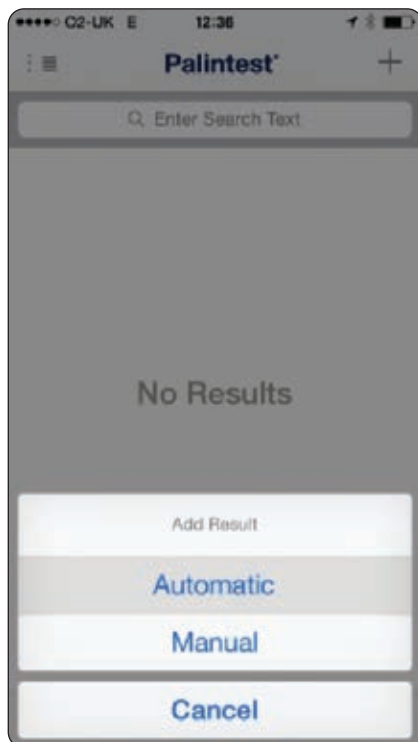 O2-UK E 12:36
Palintest®
Enter Search Text
No Results
Add Result
Automatic
Manual
Cancel